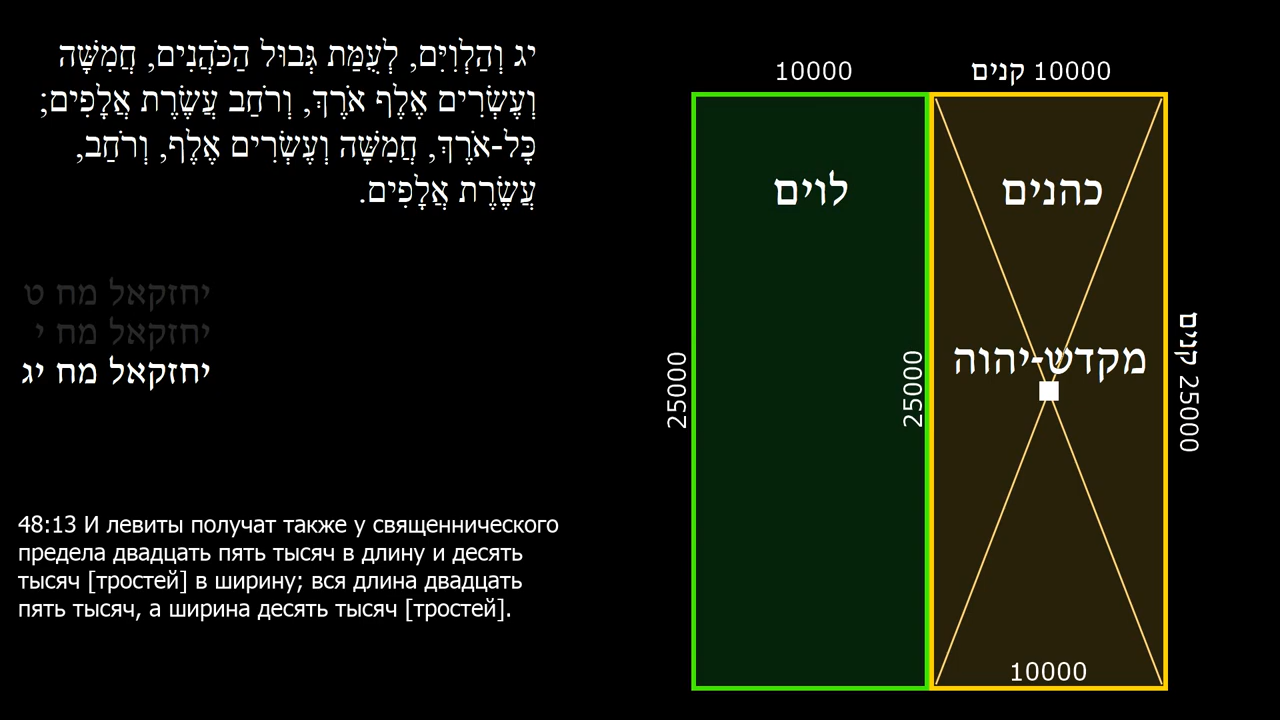 יג וְהַלְוִיִּם, לְעֻמַּת גְּבוּל הַכֹּהֲנִים, חֲמִשָּׁה
וְעֶשְׂרִים אֶלֶף אֹרֶךְ, וְרֹחַב עֲשֶׂרֶת אֲלָפִים;
כָּל-אֹרֶךְ, חֲמִשָּׁה וְעֶשְׂרִים אֶלֶף, וְרֹחַב,
עֲשֶׂרֶת אֲלָפִים.
יחזקאל מח ט
יחזקאל מח י
יחזקאל מח יג
48:13 И левиты получат также у священнического
предела двадцать пять тысяч в длину и десять
тысяч [тростей] в ширину; вся длина двадцать
пять тысяч, а ширина десять тысяч [тростей].
10000
10000 קנים
לוים
כהנים
מקדש-יהוה
25000
25000
25000 קנים
10000